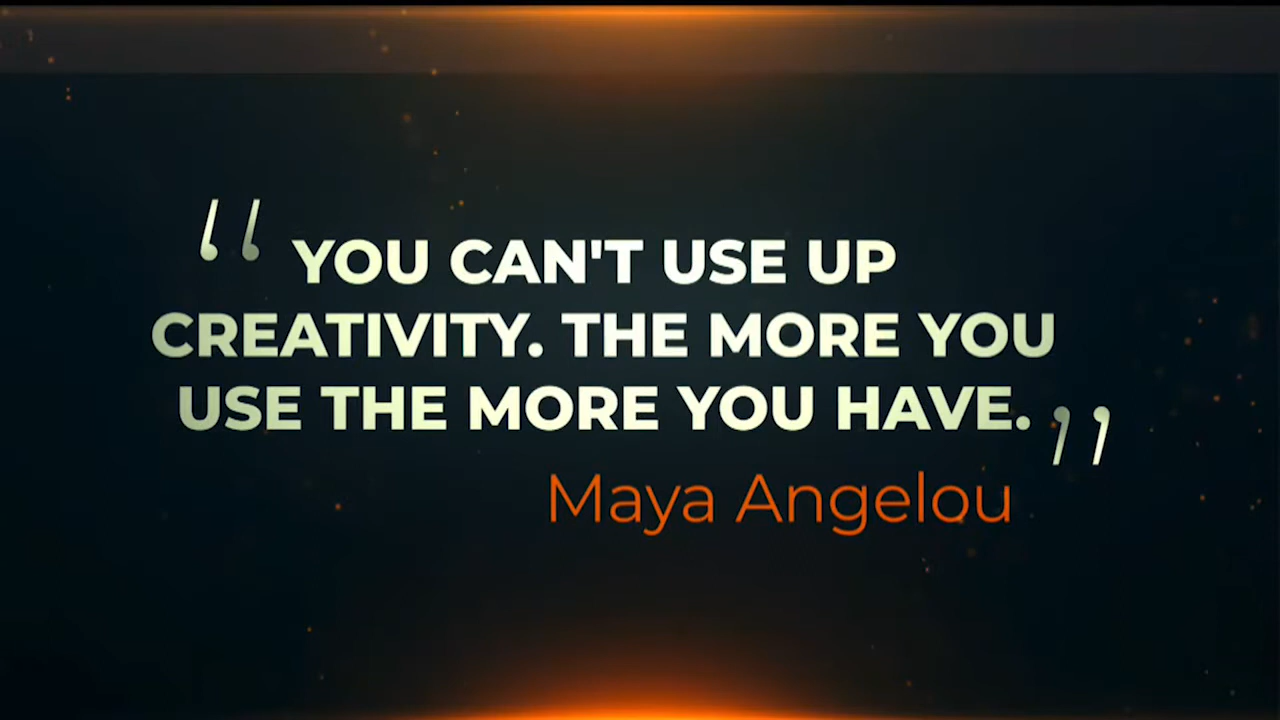 “ YOU CAN'T USE UP
CREATIVITY. THE MORE YOU
USE THE MORE YOU HAVE. ”
Maya Angelou